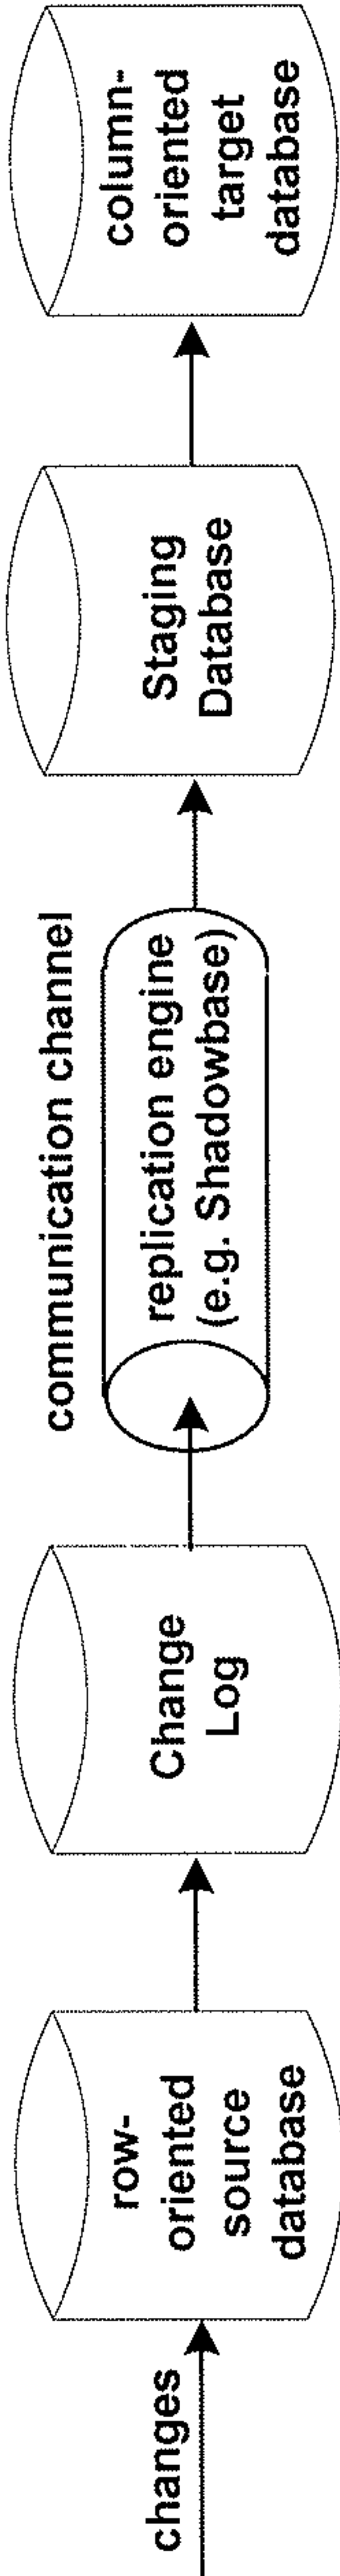 changes
row-
oriented
source
database
Change
Log
communication channel
replication engine
(e.g. Shadowbase)
Staging
Database
column-
oriented
target
database